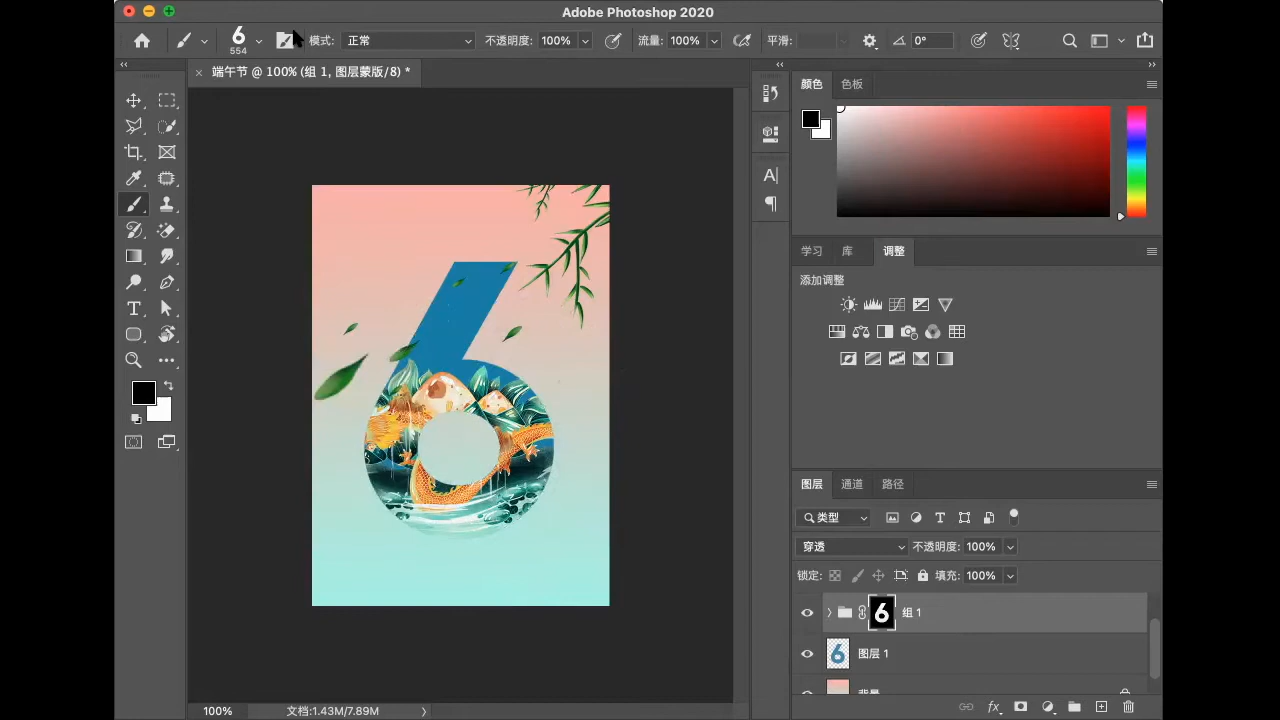 Adobe Photoshop 2020
6
554
模式: 正常
不透明度: 100%
流量: 100%
平滑:
0°
端午节 @ 100% (组 1, 图层蒙版/8) *
颜色
色板
学习
库
调整
添加调整
6
图层
通道
路径
类型
穿透
不透明度: 100%
锁定:
填充: 100%
6
组 1
6
图层 1
100%
文档:1.43M/7.89M